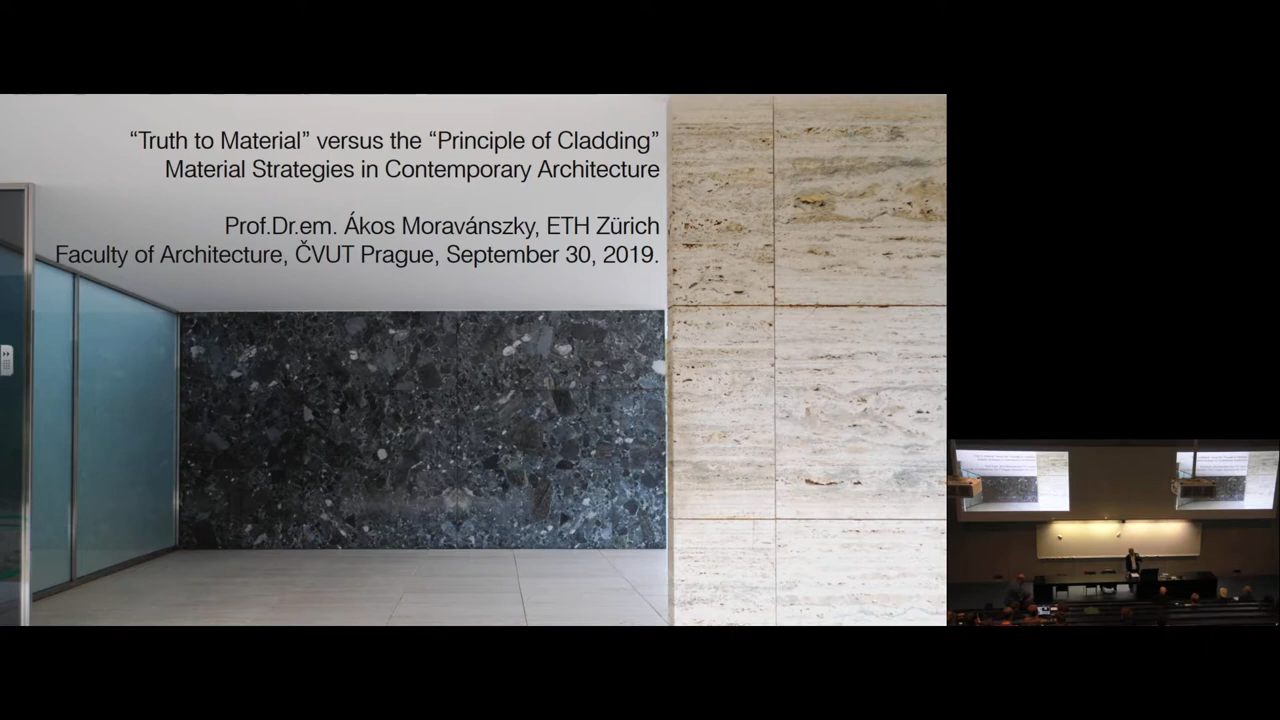 “Truth to Material” versus the “Principle of Cladding”
Material Strategies in Contemporary Architecture
Prof.Dr.em. Ákos Moravánszky, ETH Zürich
Faculty of Architecture, ČVUT Prague, September 30, 2019.